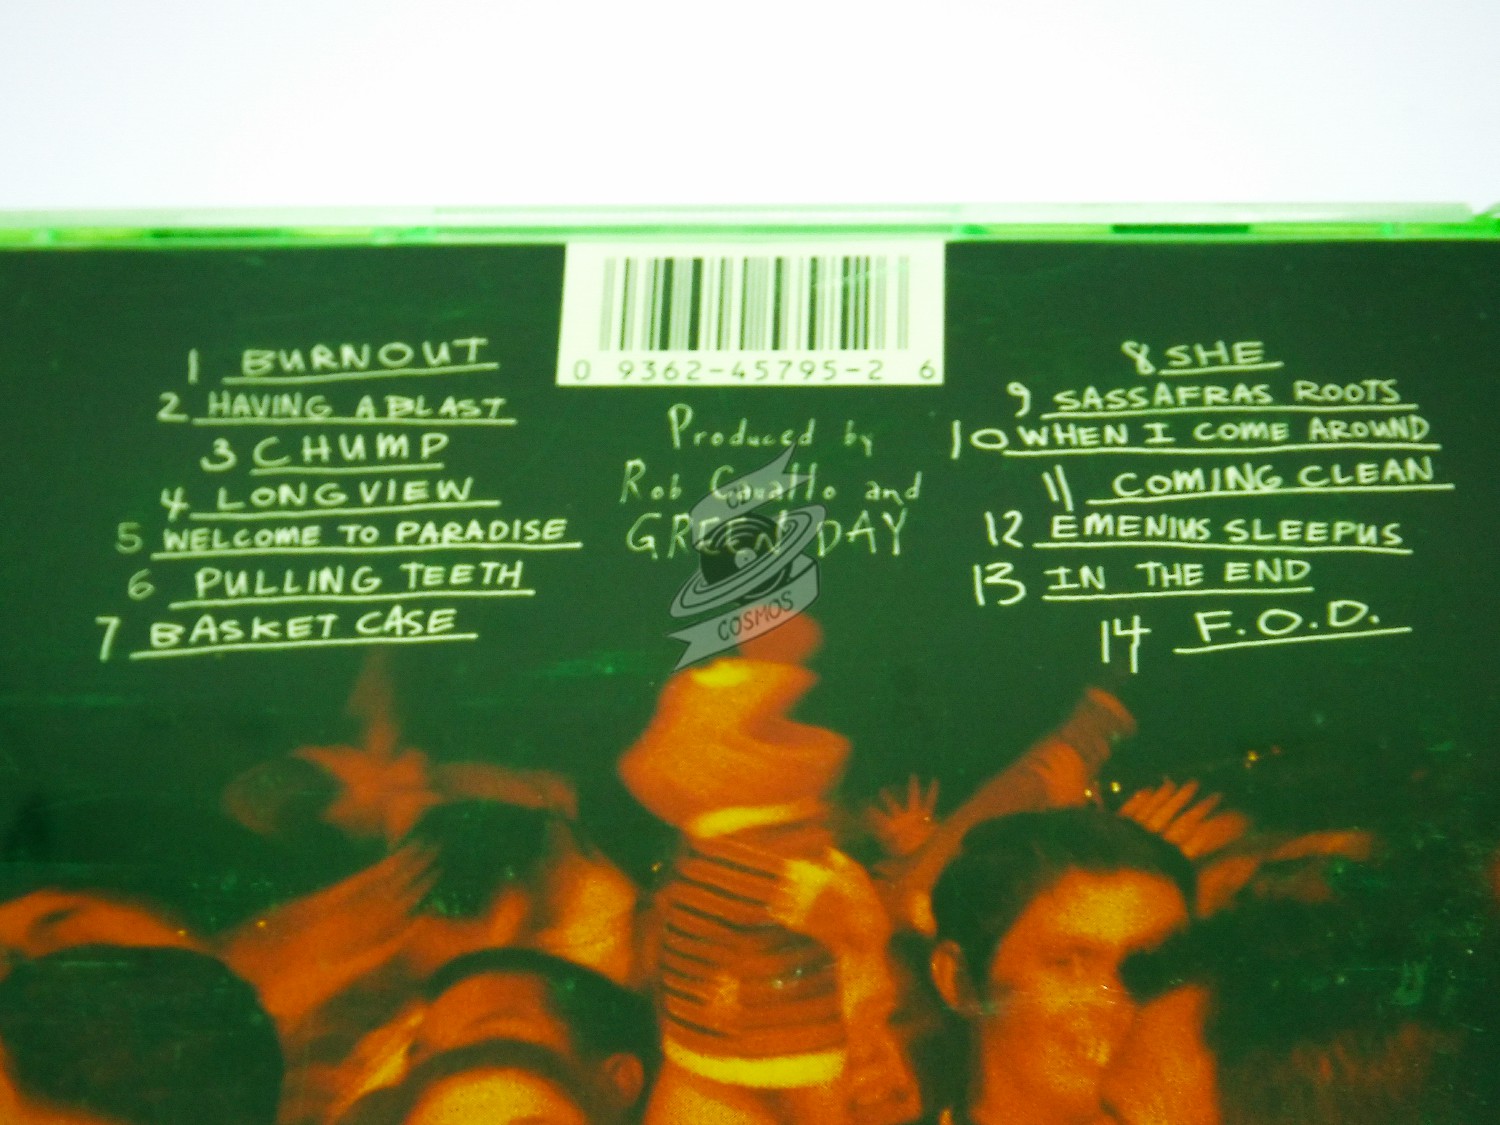 0 9362-45795-2 6
1 BURNOUT
2 HAVING A BLAST
3 CHUMP
4 LONGVIEW
5 WELCOME TO PARADISE
6 PULLING TEETH
7 BASKET CASE
Produced by
Rob Cavallo and
GREEN DAY
CD
COSMOS
8 SHE
9 SASSAFRAS ROOTS
10 WHEN I COME AROUND
11 COMING CLEAN
12 EMENIUS SLEEPUS
13 IN THE END
14 F.O.D.